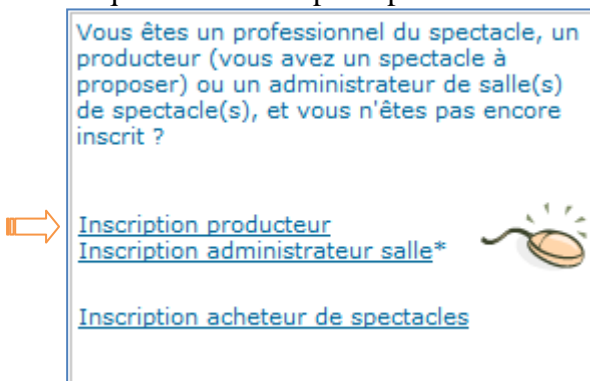 Vous êtes un professionnel du spectacle, un
producteur (vous avez un spectacle à
proposer) ou un administrateur de salle(s)
de spectacle(s), et vous n'êtes pas encore
inscrit ?
Inscription producteur
Inscription administrateur salle*
Inscription acheteur de spectacles